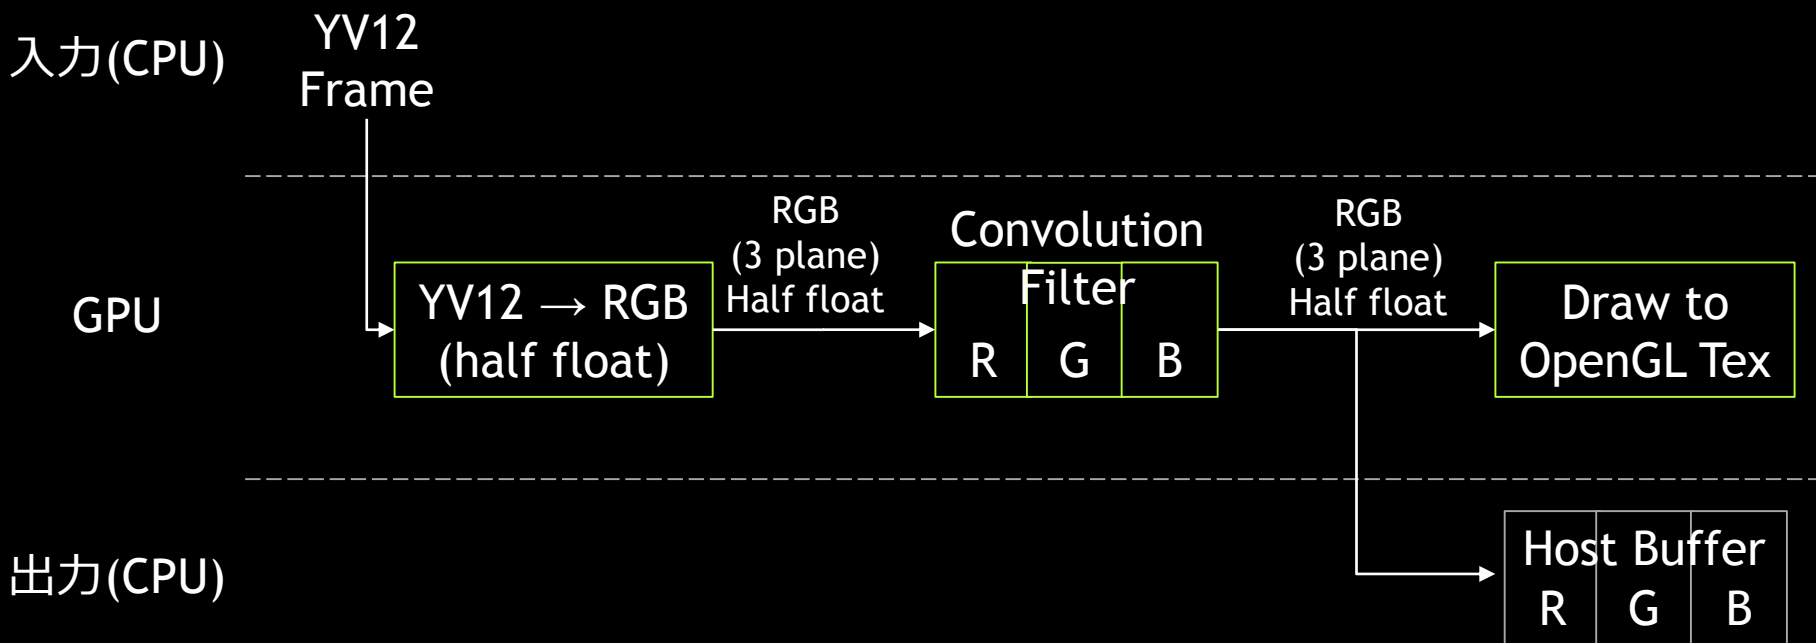 入力(CPU)
YV12
Frame
GPU
YV12 → RGB
(half float)
RGB
(3 plane)
Half float
Convolution
Filter
R G B
RGB
(3 plane)
Half float
Draw to
OpenGL Tex
出力(CPU)
Host Buffer
R G B